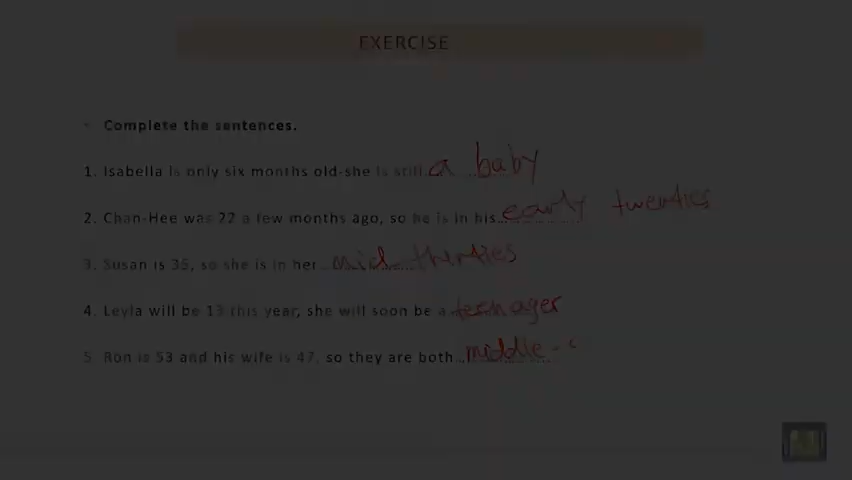 EXERCISE
- Complete the sentences.
1. Isabella is only six months old-she is still a baby
2. Chan-Hee was 22 a few months ago, so he is in his early twenties
3. Susan is 35, so she is in her mid therties
4. Leyla will be 13 this year, she will soon be a teenager
5. Ron is 53 and his wife is 47, so they are both middle-